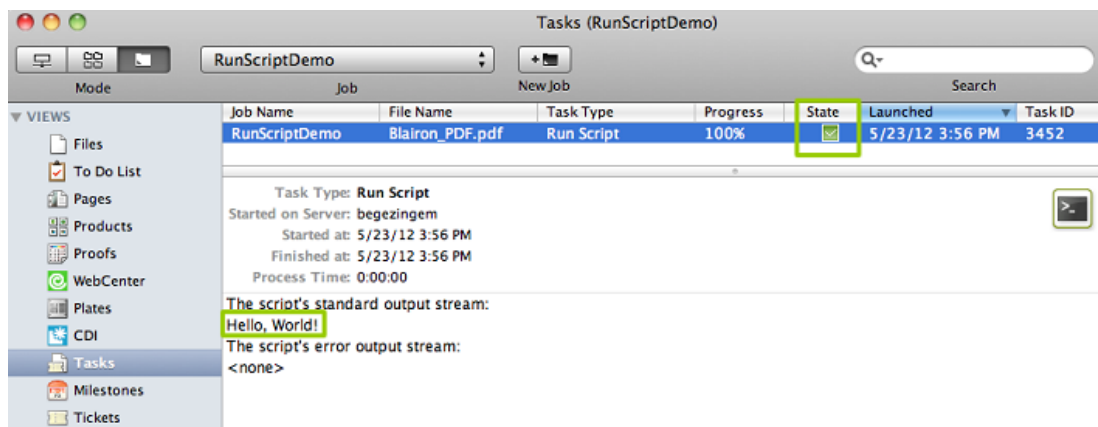 Tasks (RunScriptDemo)
RunScriptDemo
Mode Job New Job Search
VIEWS
Files
To Do List
Pages
Products
Proofs
WebCenter
Plates
CDI
Tasks
Milestones
Tickets
Job Name File Name Task Type Progress State Launched Task ID
RunScriptDemo Blairon_PDF.pdf Run Script 100% 5/23/12 3:56 PM 3452
Task Type: Run Script
Started on Server: begezingem
Started at: 5/23/12 3:56 PM
Finished at: 5/23/12 3:56 PM
Process Time: 0:00:00
The script's standard output stream:
Hello, World!
The script's error output stream:
<none>